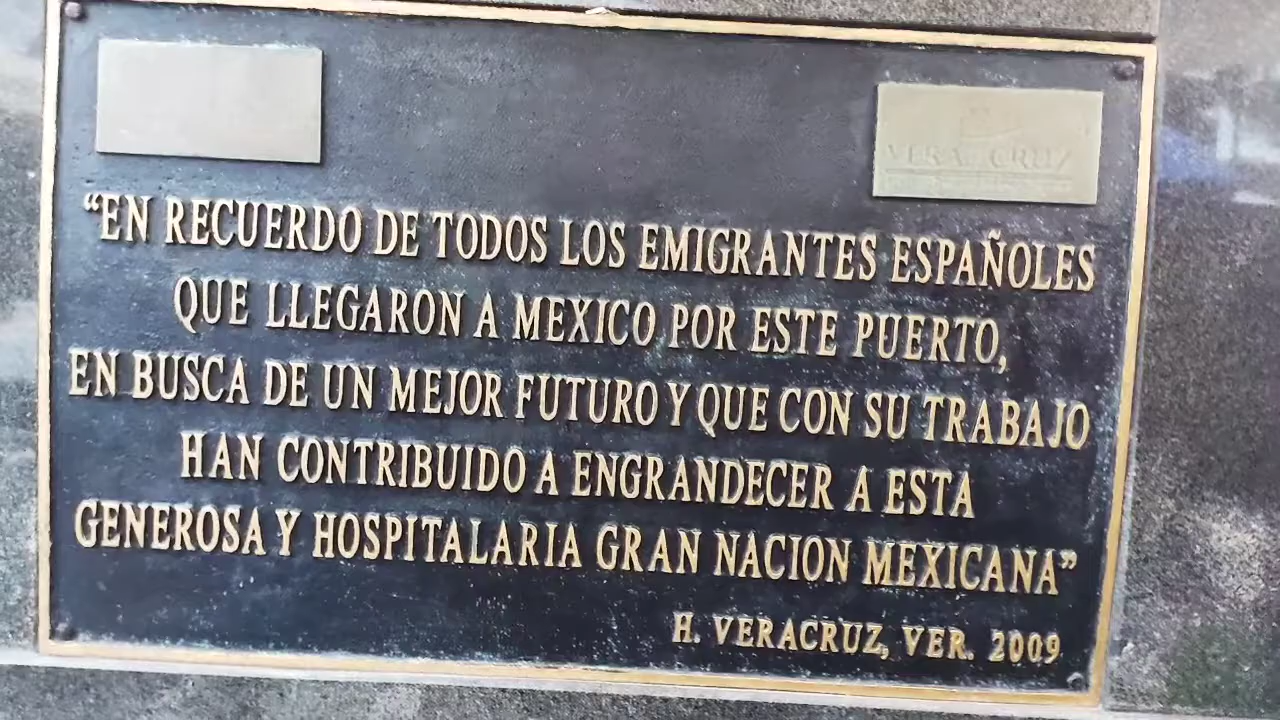 VERACRUZ
“EN RECUERDO DE TODOS LOS EMIGRANTES ESPAÑOLES
QUE LLEGARON A MEXICO POR ESTE PUERTO,
EN BUSCA DE UN MEJOR FUTURO Y QUE CON SU TRABAJO
HAN CONTRIBUIDO A ENGRANDECER A ESTA
GENEROSA Y HOSPITALARIA GRAN NACION MEXICANA”
H. VERACRUZ, VER. 2009